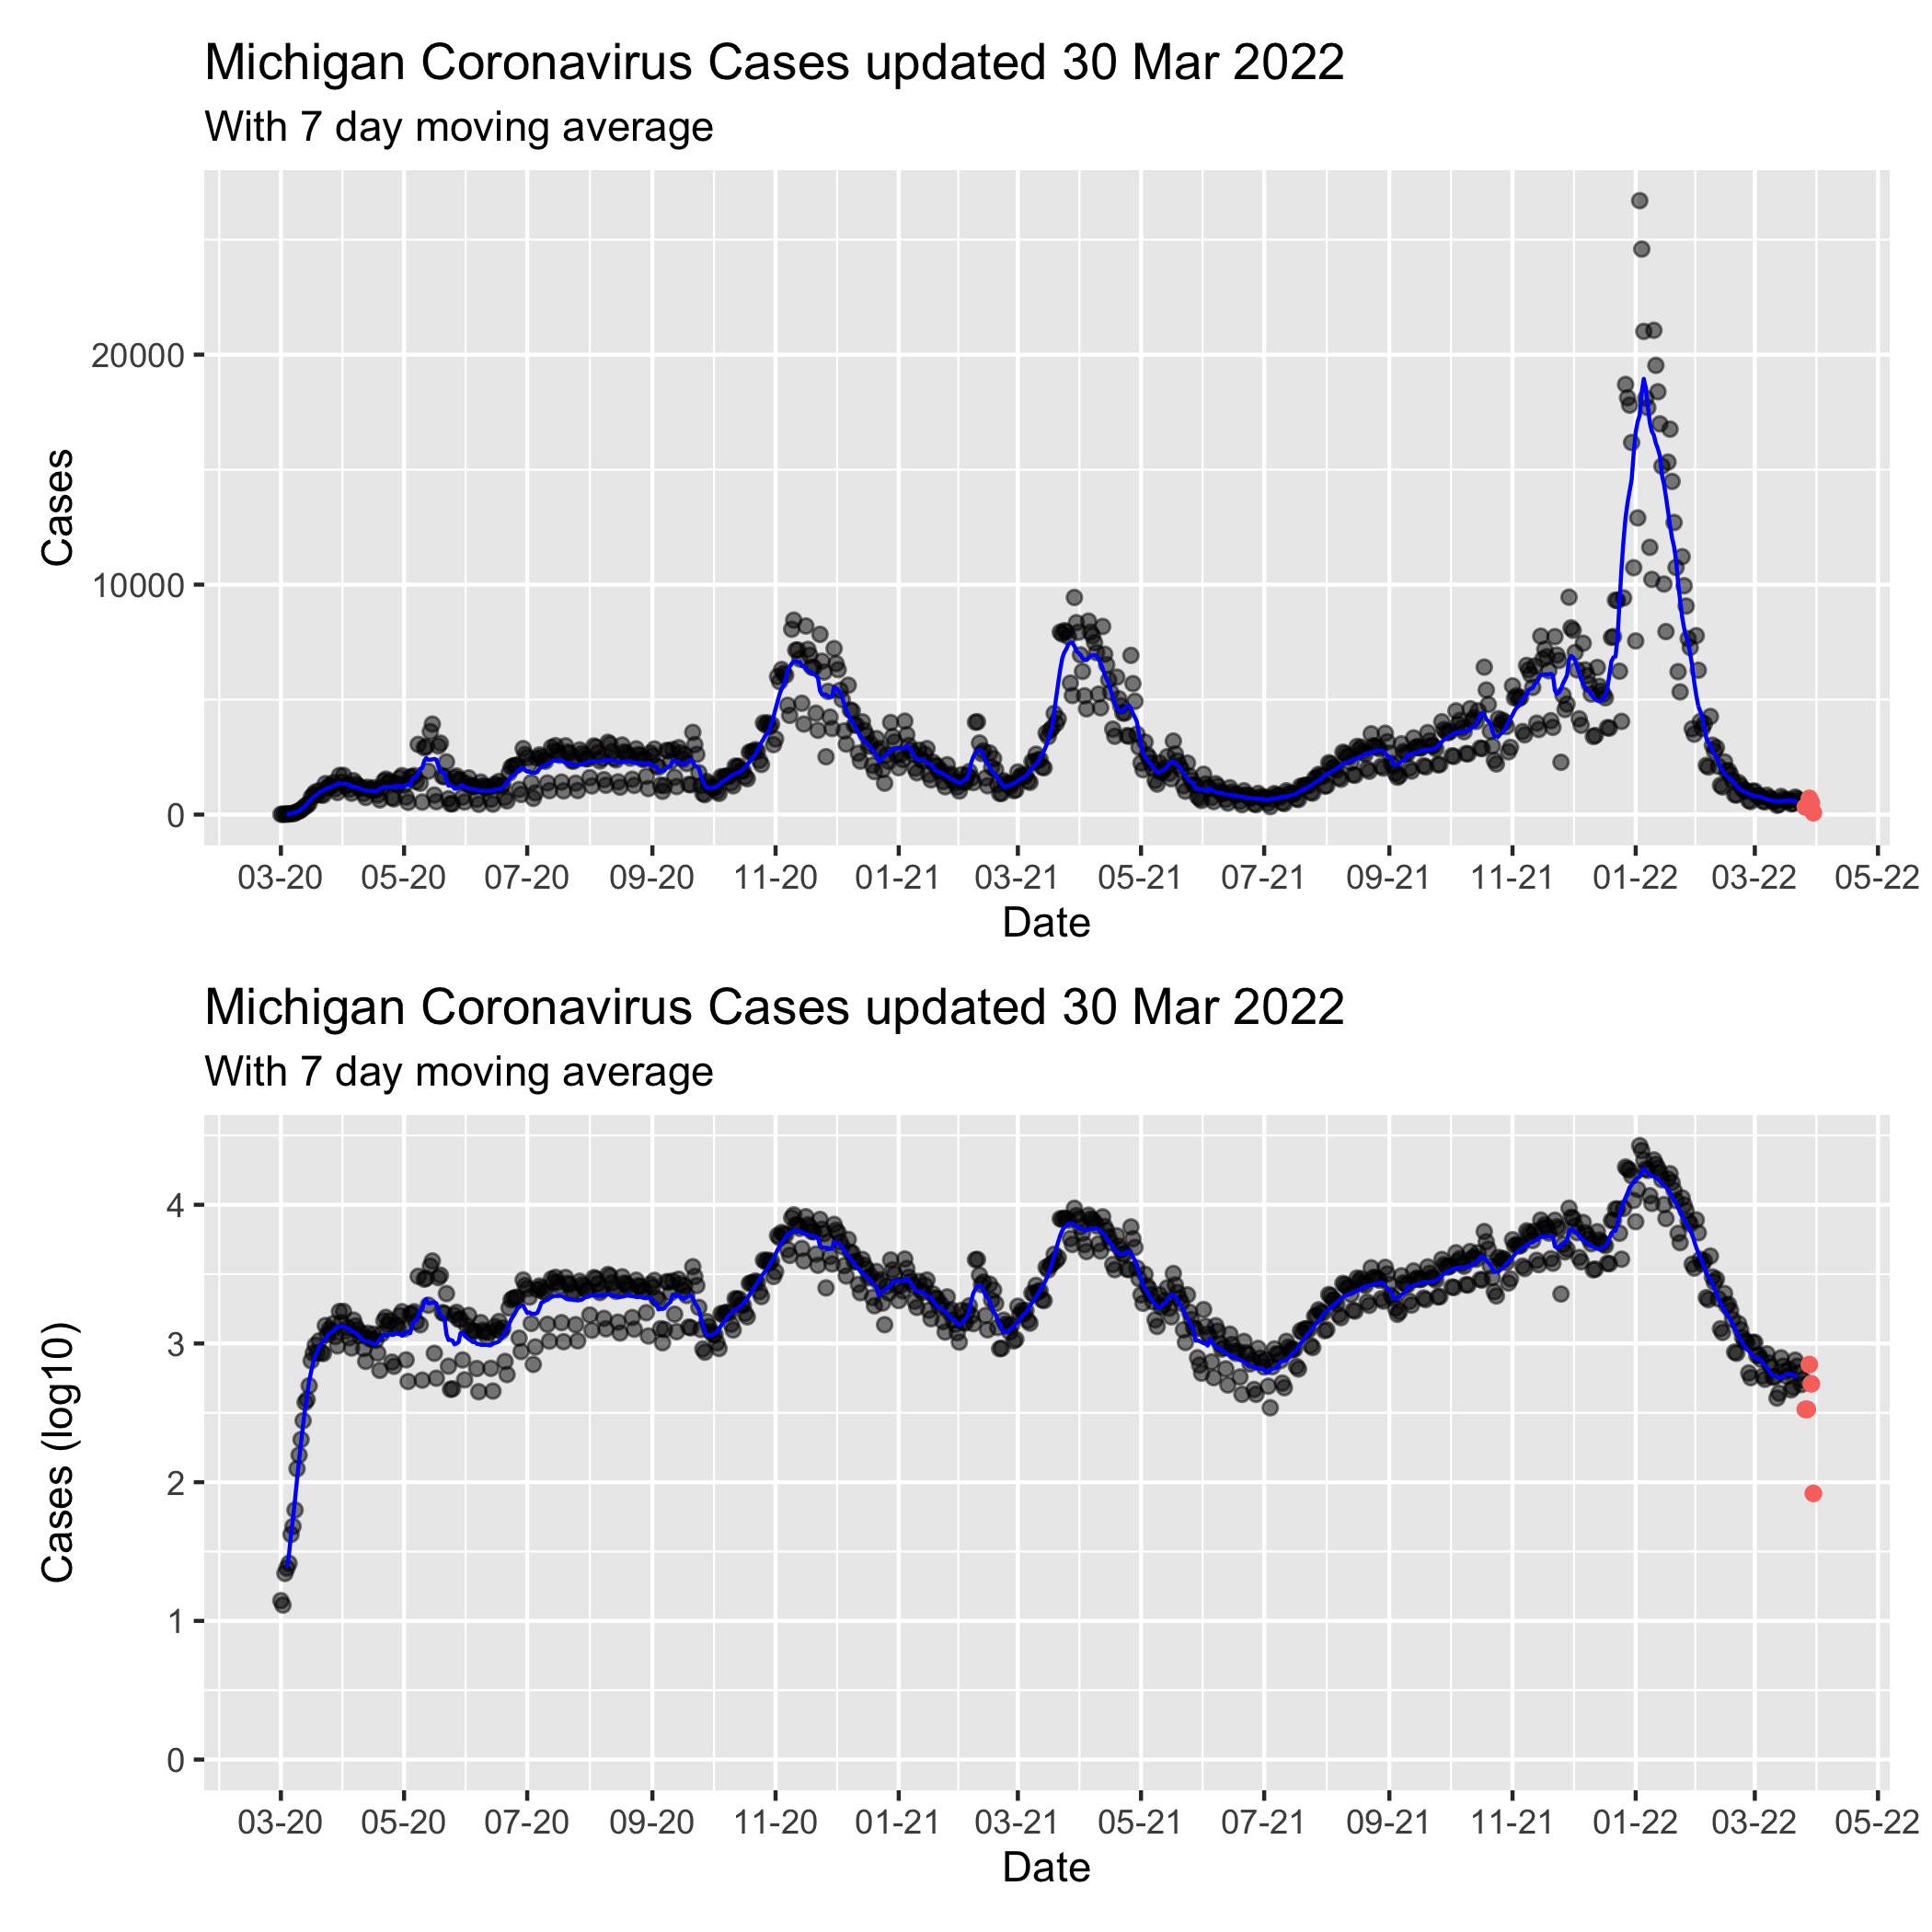 Michigan Coronavirus Cases updated 30 Mar 2022
With 7 day moving average
Cases
20000
10000
0
03-20 05-20 07-20 09-20 11-20 01-21 03-21 05-21 07-21 09-21 11-21 01-22 03-22 05-22
Date
Michigan Coronavirus Cases updated 30 Mar 2022
With 7 day moving average
Cases (log10)
4
3
2
1
0
03-20 05-20 07-20 09-20 11-20 01-21 03-21 05-21 07-21 09-21 11-21 01-22 03-22 05-22
Date